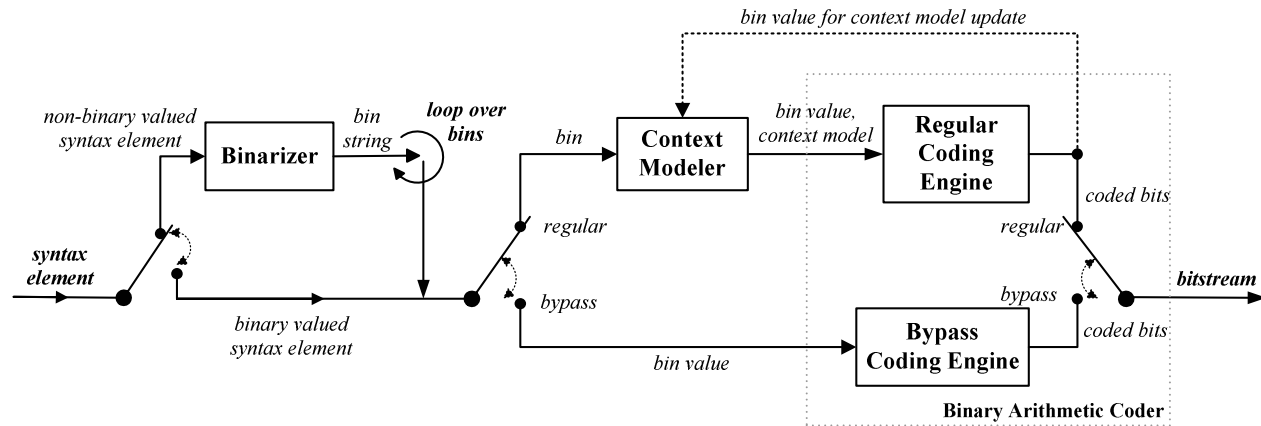 bin value for context model update
non-binary valued
syntax element
bin
string
loop over
bins
Binarizer
bin
Context
Modeler
bin value,
context model
Regular
Coding
Engine
coded bits
regular
regular
syntax
element
bypass
bypass
bitstream
binary valued
syntax element
bin value
Bypass
Coding Engine
coded bits
Binary Arithmetic Coder